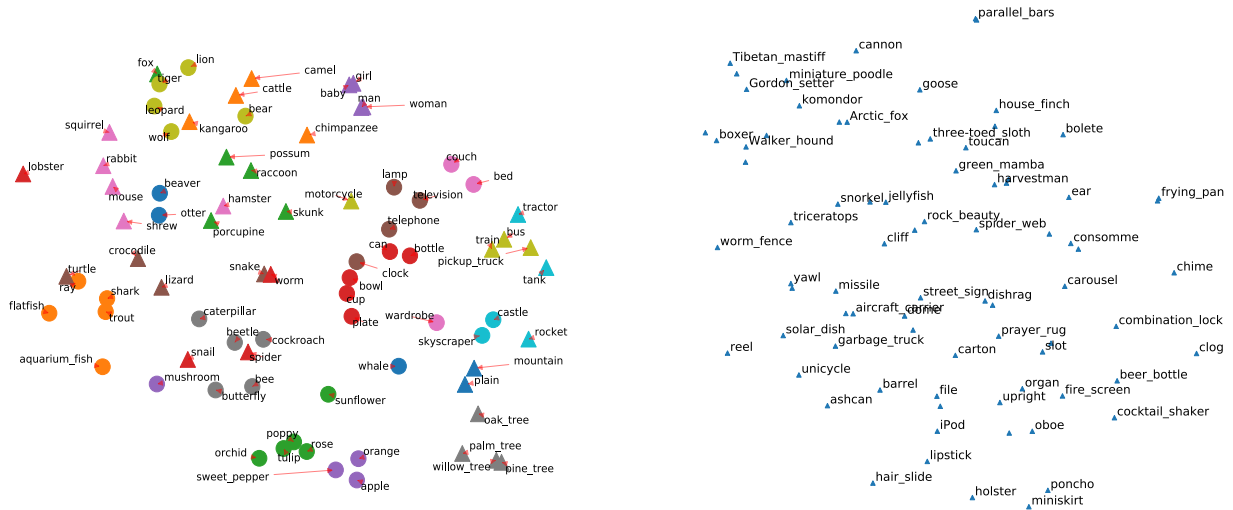 lion
fox
tiger
camel
girl
cattle
baby
man
woman
leopard
bear
squirrel
wolf
kangaroo
chimpanzee
possum
couch
lobster
rabbit
raccoon
lamp
bed
beaver
mouse
motorcycle
television
hamster
tractor
otter
skunk
shrew
porcupine
telephone
bus
train
can
bottle
crocodile
pickup_truck
turtle
snake
worm
clock
tank
ray
lizard
bowl
shark
cup
flatfish
trout
caterpillar
plate
wardrobe
castle
beetle
cockroach
skyscraper
rocket
aquarium_fish
snail
spider
whale
mountain
mushroom
bee
plain
butterfly
sunflower
oak_tree
poppy
rose
orchid
tulip
orange
palm_tree
willow_tree
pine_tree
sweet_pepper
apple
parallel_bars
cannon
Tibetan_mastiff
miniature_poodle
Gordon_setter
goose
komondor
house_finch
Arctic_fox
bolete
boxer
Walker_hound
three-toed_sloth
toucan
green_mamba
harvestman
ear
frying_pan
snorkel
jellyfish
triceratops
rock_beauty
spider_web
worm_fence
cliff
consomme
chime
yawl
missile
carousel
street_sign
dishrag
aircraft_carrier
dome
combination_lock
solar_dish
prayer_rug
garbage_truck
slot
reel
carton
clog
unicycle
beer_bottle
barrel
file
organ
fire_screen
ashcan
upright
cocktail_shaker
iPod
oboe
lipstick
hair_slide
poncho
holster
miniskirt